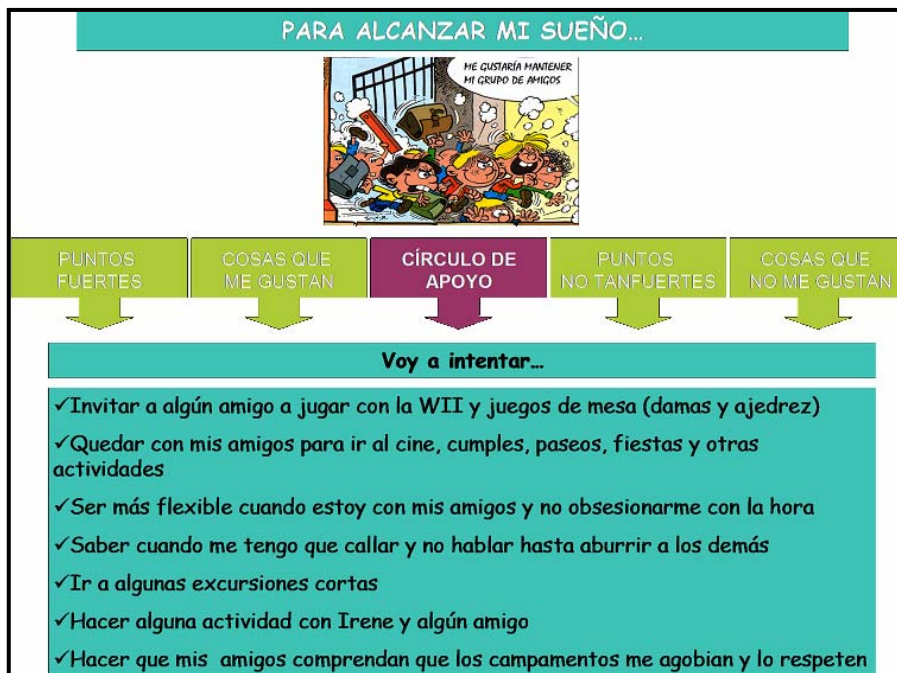 PARA ALCANZAR MI SUEÑO...
ME GUSTARÍA MANTENER
MI GRUPO DE AMIGOS
PUNTOS
FUERTES
COSAS QUE
ME GUSTAN
CÍRCULO DE
APOYO
PUNTOS
NO TANFUERTES
COSAS QUE
NO ME GUSTAN
Voy a intentar...
✓Invitar a algún amigo a jugar con la WII y juegos de mesa (damas y ajedrez)
✓Quedar con mis amigos para ir al cine, cumples, paseos, fiestas y otras
actividades
✓Ser más flexible cuando estoy con mis amigos y no obsesionarme con la hora
✓Saber cuando me tengo que callar y no hablar hasta aburrir a los demás
✓Ir a algunas excursiones cortas
✓Hacer alguna actividad con Irene y algún amigo
✓Hacer que mis amigos comprendan que los campamentos me agobian y lo respeten